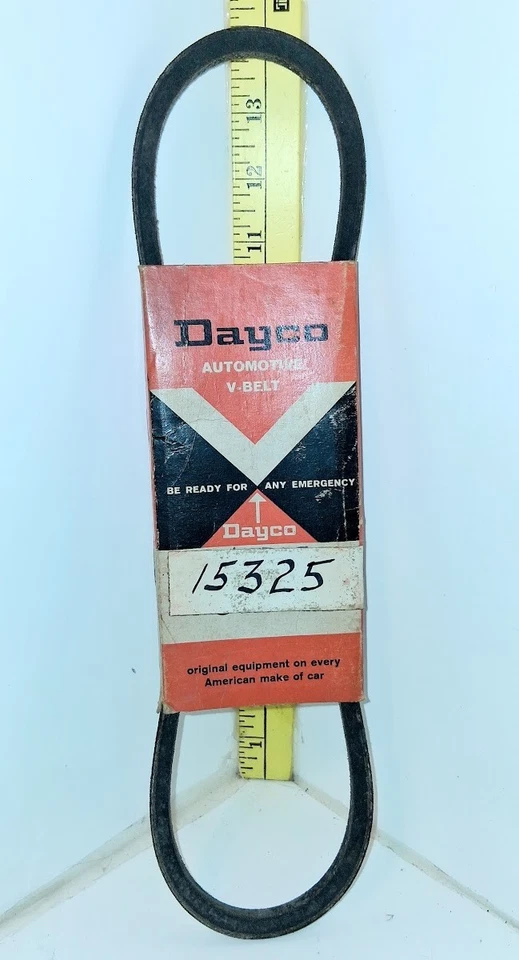 13
12
11
Dayco
AUTOMOTIVE
V-BELT
BE READY FOR ANY EMERGENCY
Dayco
15325
original equipment on every
American make of car
1